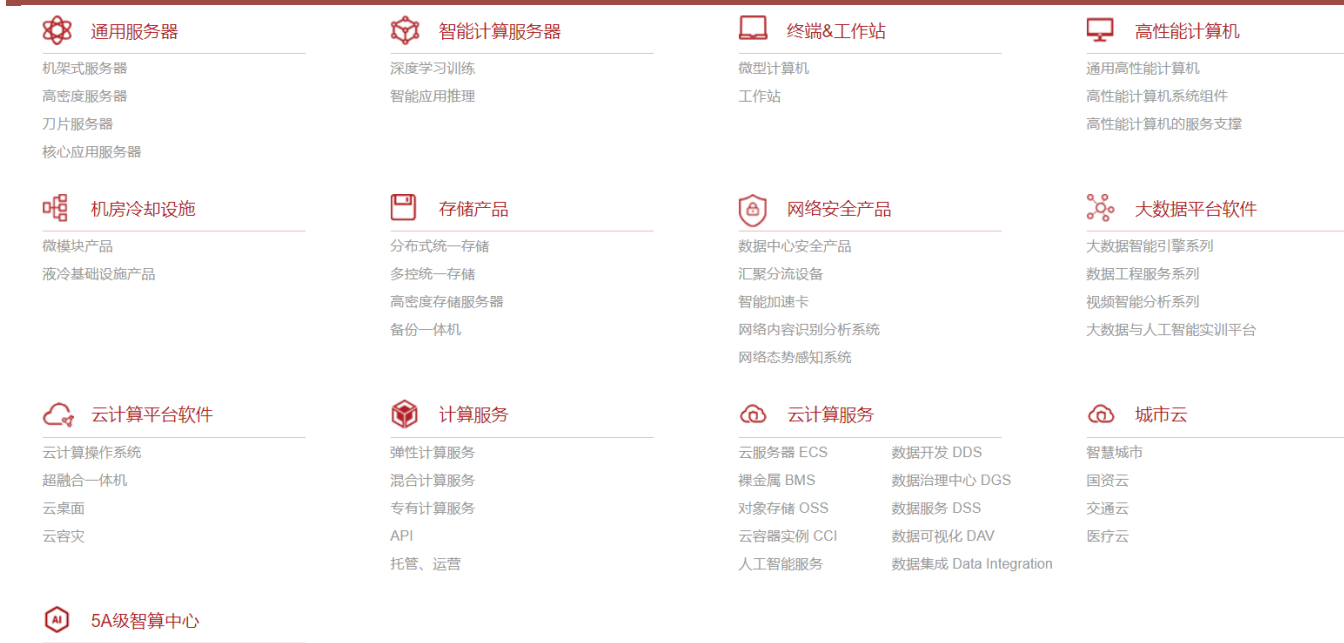 通用服务器
机架式服务器
高密度服务器
刀片服务器
核心应用服务器
智能计算服务器
深度学习训练
智能应用推理
终端&工作站
微型计算机
工作站
高性能计算机
通用高性能计算机
高性能计算机系统组件
高性能计算机的服务支撑
机房冷却设施
微模块产品
液冷基础设施产品
存储产品
分布式统一存储
多控统一存储
高密度存储服务器
备份一体机
网络安全产品
数据中心安全产品
汇聚分流设备
智能加速卡
网络内容识别分析系统
网络态势感知系统
大数据平台软件
大数据智能引擎系列
数据工程服务系列
视频智能分析系列
大数据与人工智能实训平台
云计算平台软件
云计算操作系统
超融合一体机
云桌面
云容灾
计算服务
弹性计算服务
混合计算服务
专有计算服务
API
托管、运营
云计算服务
云服务器 ECS
裸金属 BMS
对象存储 OSS
云容器实例 CCI
人工智能服务
数据开发 DDS
数据治理中心 DGS
数据服务 DSS
数据可视化 DAV
数据集成 Data Integration
城市云
智慧城市
国资云
交通云
医疗云
AI
5A级智算中心